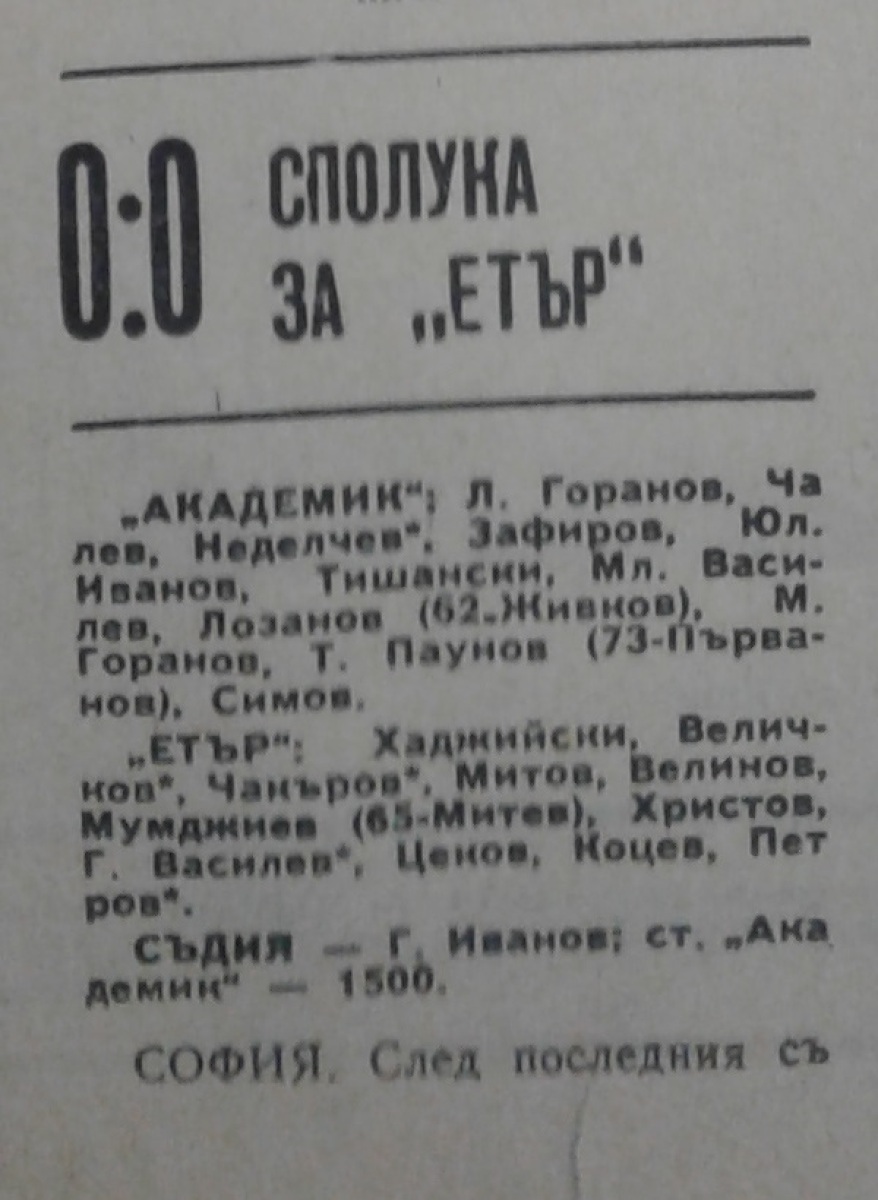 0:0 СПОЛУКА
ЗА „ЕТЪР“
„АКАДЕМИК“: Л. Горанов, Ча
лев, Неделчев*, Зафиров, Юл.
Иванов, Тишански, Мл. Васи-
лев, Лозанов (62-Живков), М.
Горанов, Т. Паунов (73-Първа-
нов), Симов.
„ЕТЪР“: Хаджийски, Велич-
ков*, Чакъров*, Митов, Велинов,
Мумджиев (65-Митев), Христов,
Г. Василев*, Цеков, Коцев, Пет
ров*.
СЪДИЯ — Г. Иванов; ст. „Ака
демик“ — 1500.
СОФИЯ. След последния съ